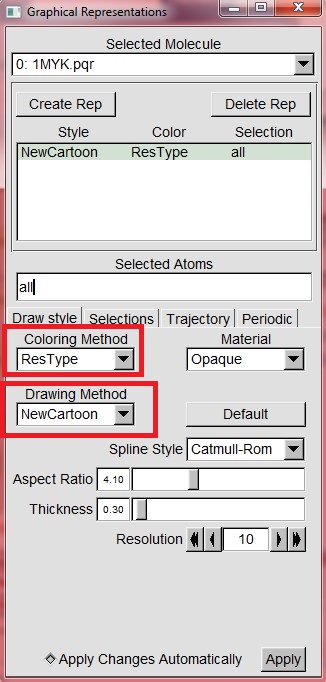 Graphical Representations
Selected Molecule
0: 1MYK.pqr
Create Rep Delete Rep
Style Color Selection
NewCartoon ResType all
Selected Atoms
all
Draw style Selections Trajectory Periodic
Coloring Method Material
ResType Opaque
Drawing Method
NewCartoon Default
Spline Style Catmull-Rom
Aspect Ratio 4.10
Thickness 0.30
Resolution 10
Apply Changes Automatically Apply